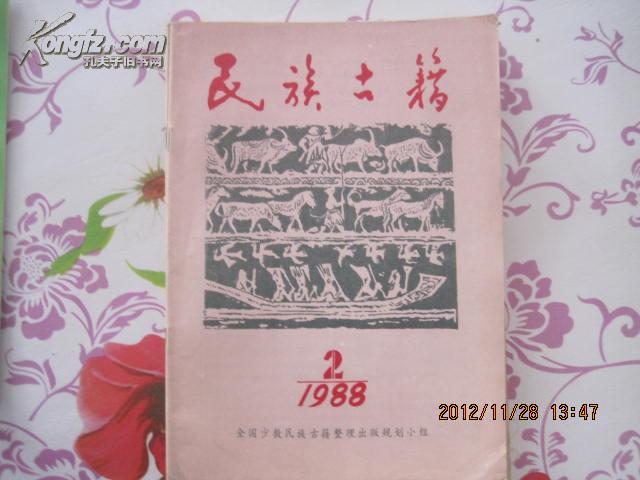 Kongfz.com
孔夫子旧书网
民族古籍
2
1988
全国少数民族古籍整理出版规划小组
2012/11/28 13:47